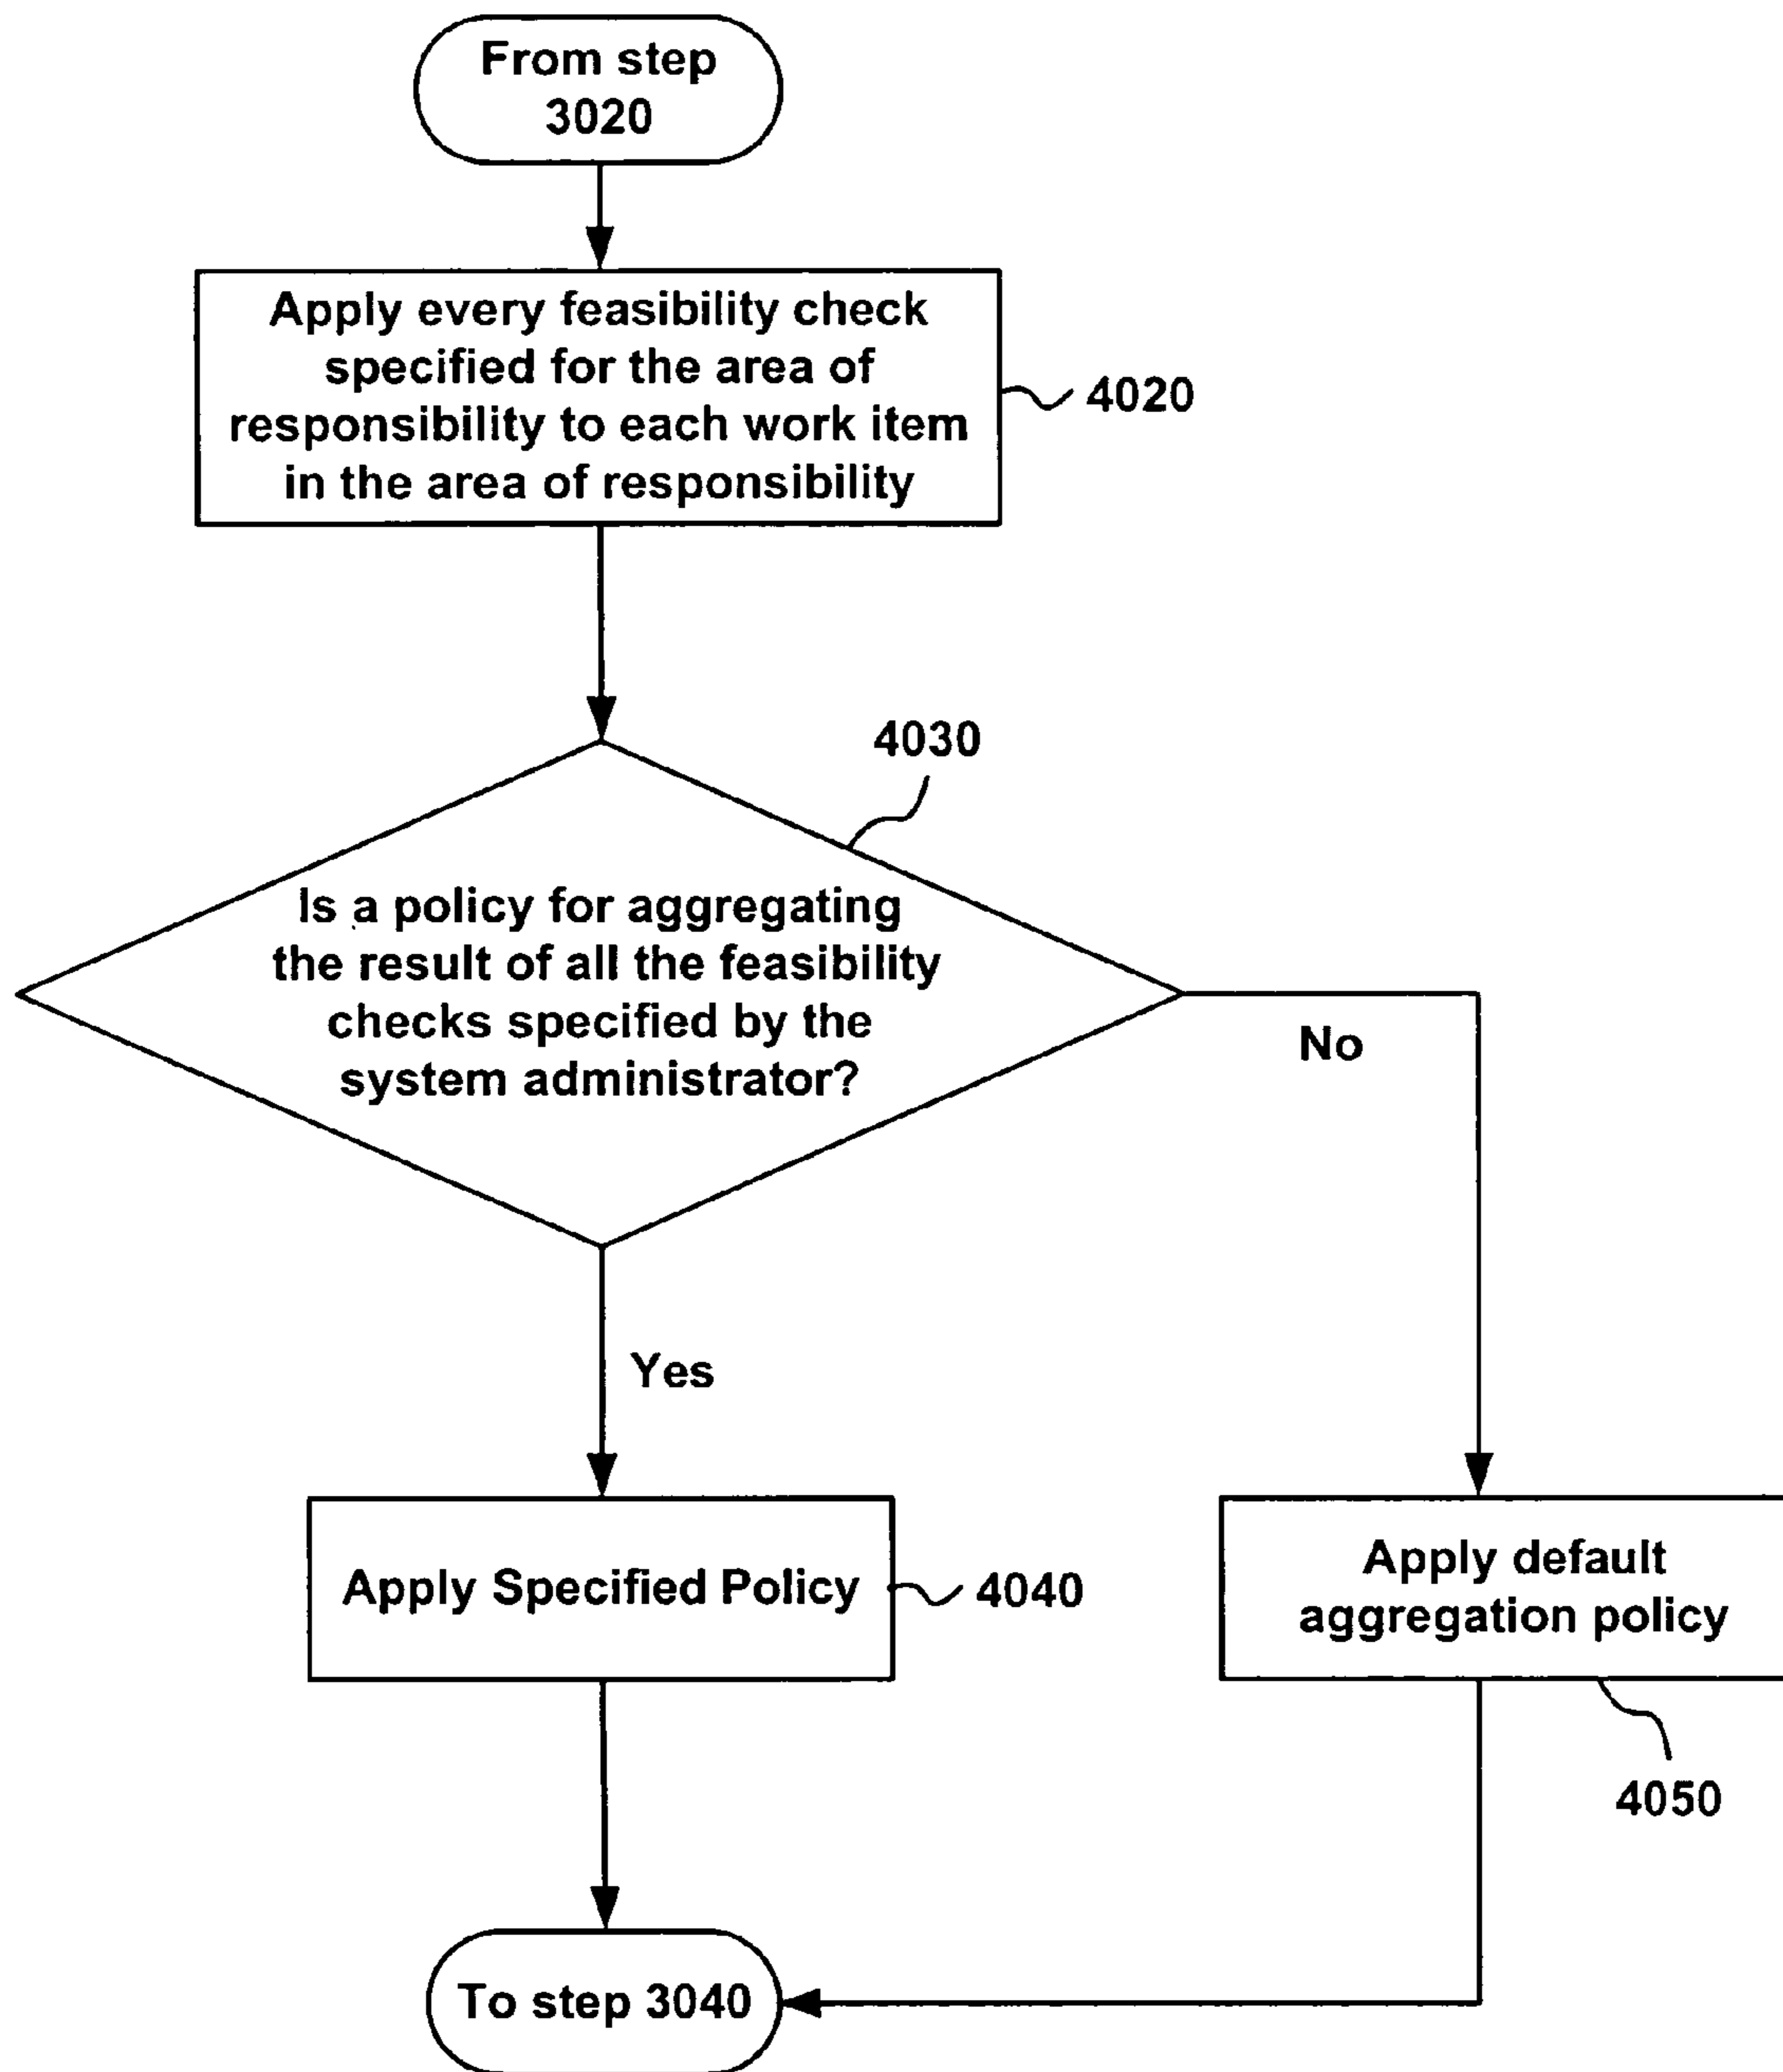 From step
3020
Apply every feasibility check
specified for the area of
responsibility to each work item
in the area of responsibility
4020
4030
Is a policy for aggregating
the result of all the feasibility
checks specified by the
system administrator?
No
Yes
Apply Specified Policy
4040
Apply default
aggregation policy
4050
To step 3040